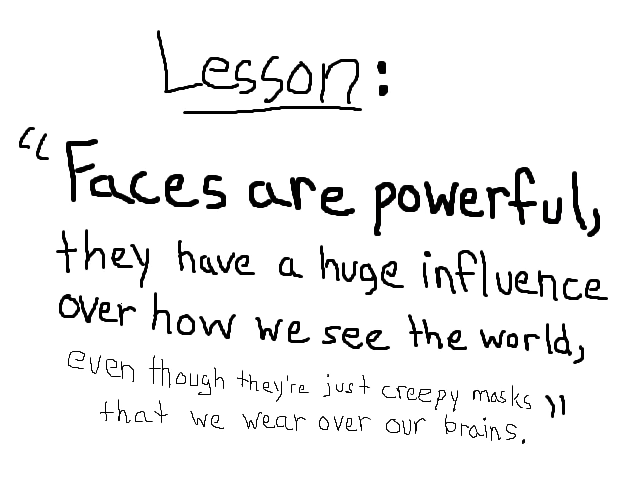 Lesson:
“Faces are powerful,
they have a huge influence
over how we see the world,
even though they're just creepy masks
that we wear over our brains.”